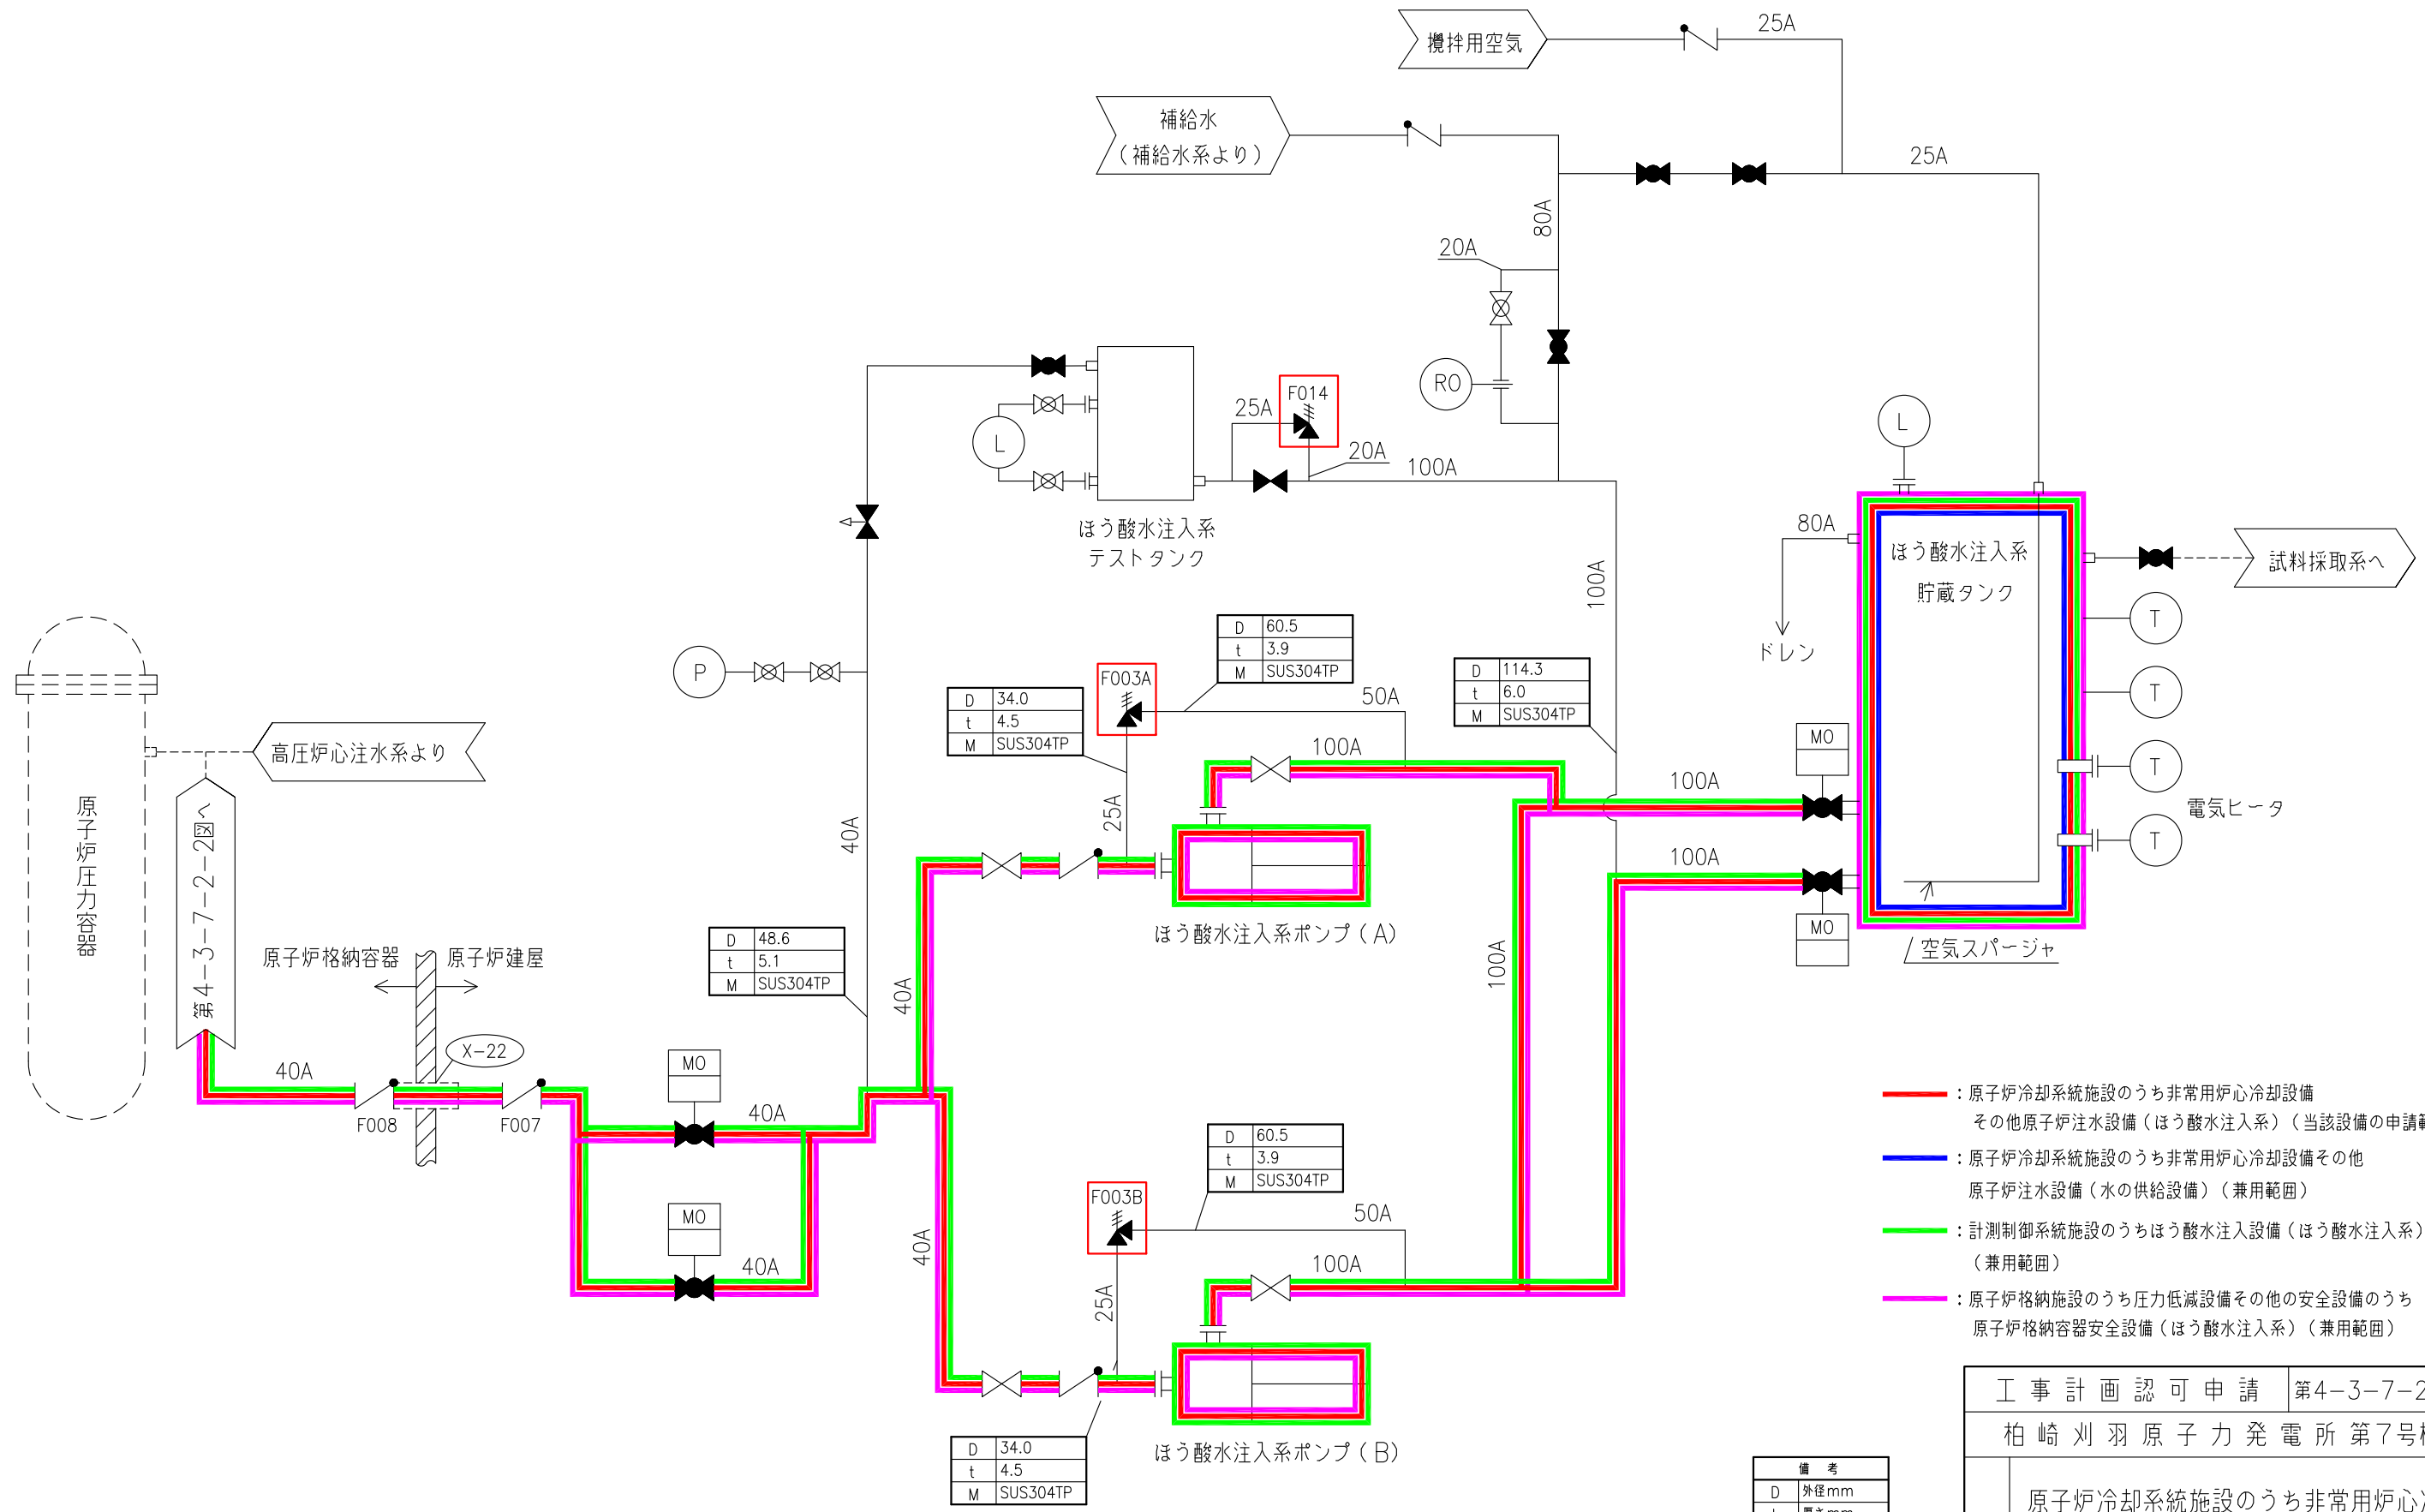 攪拌用空気
25A
補給水
(補給水系より)
25A
80A
20A
RO
F014
25A
20A
100A
L
ほう酸水注入系
テストタンク
L
80A
ドレン
ほう酸水注入系
貯蔵タンク
試料採取系へ
T
T
T
T
電気ヒータ
空気スパージャ
100A
P
D 60.5
t 3.9
M SUS304TP
D 114.3
t 6.0
M SUS304TP
D 34.0
t 4.5
M SUS304TP
F003A
50A
100A
25A
MO
100A
100A
MO
40A
原子炉圧力容器
高圧炉心注水系より
第4-3-7-2-2図へ
ほう酸水注入系ポンプ(A)
D 48.6
t 5.1
M SUS304TP
40A
100A
原子炉格納容器
原子炉建屋
X-22
40A
F008
F007
MO
40A
MO
40A
40A
D 60.5
t 3.9
M SUS304TP
F003B
50A
100A
25A
ほう酸水注入系ポンプ(B)
D 34.0
t 4.5
M SUS304TP
:原子炉冷却系統施設のうち非常用炉心冷却設備
その他原子炉注水設備(ほう酸水注入系)(当該設備の申請範
:原子炉冷却系統施設のうち非常用炉心冷却設備その他
原子炉注水設備(水の供給設備)(兼用範囲)
:計測制御系統施設のうちほう酸水注入設備(ほう酸水注入系)
(兼用範囲)
:原子炉格納施設のうち圧力低減設備その他の安全設備のうち
原子炉格納容器安全設備(ほう酸水注入系)(兼用範囲)
工事計画認可申請 第4-3-7-2
柏崎刈羽原子力発電所第7号
原子炉冷却系統施設のうち非常用炉心
備考
D 外径mm
t 厚さmm